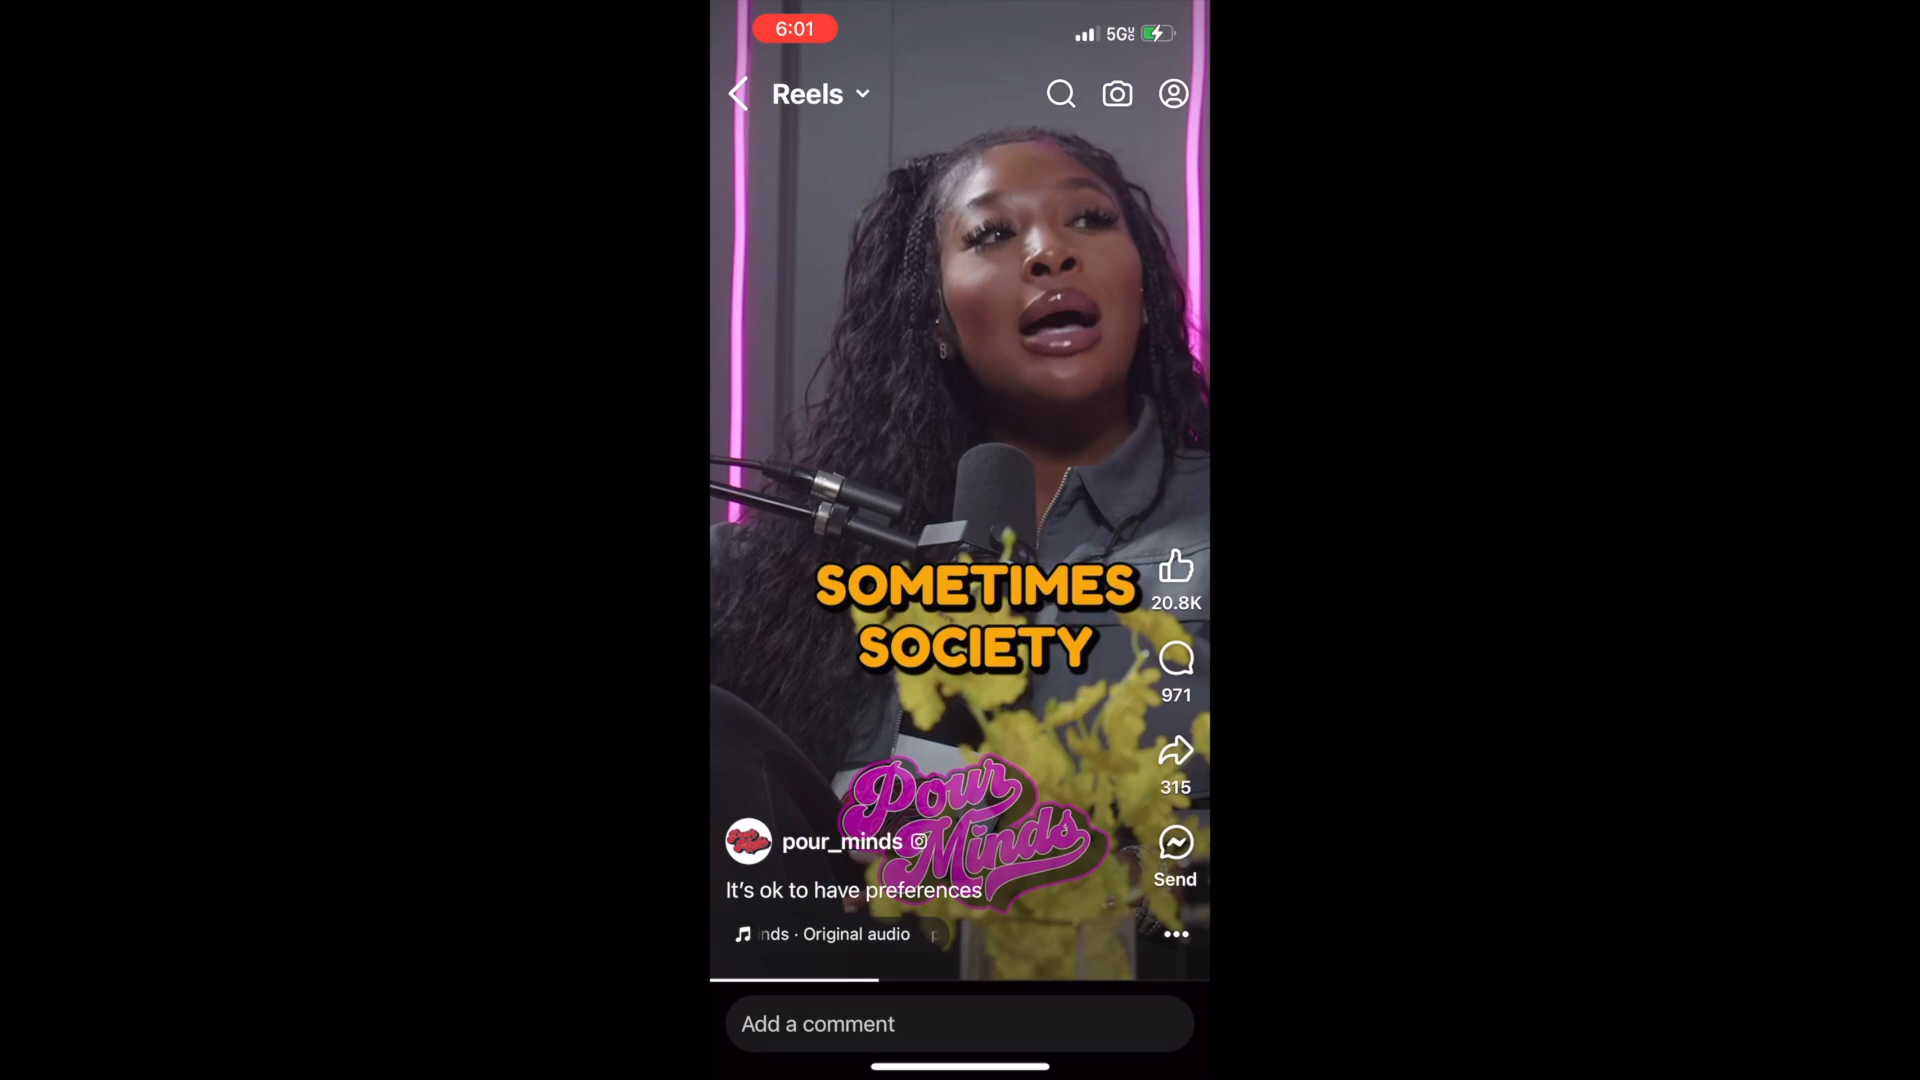 6:01
5G
Reels
SOMETIMES
SOCIETY
20.8K
971
315
Pour
Minds
pour_minds
Send
It's ok to have preferences
inds · Original audio
Add a comment